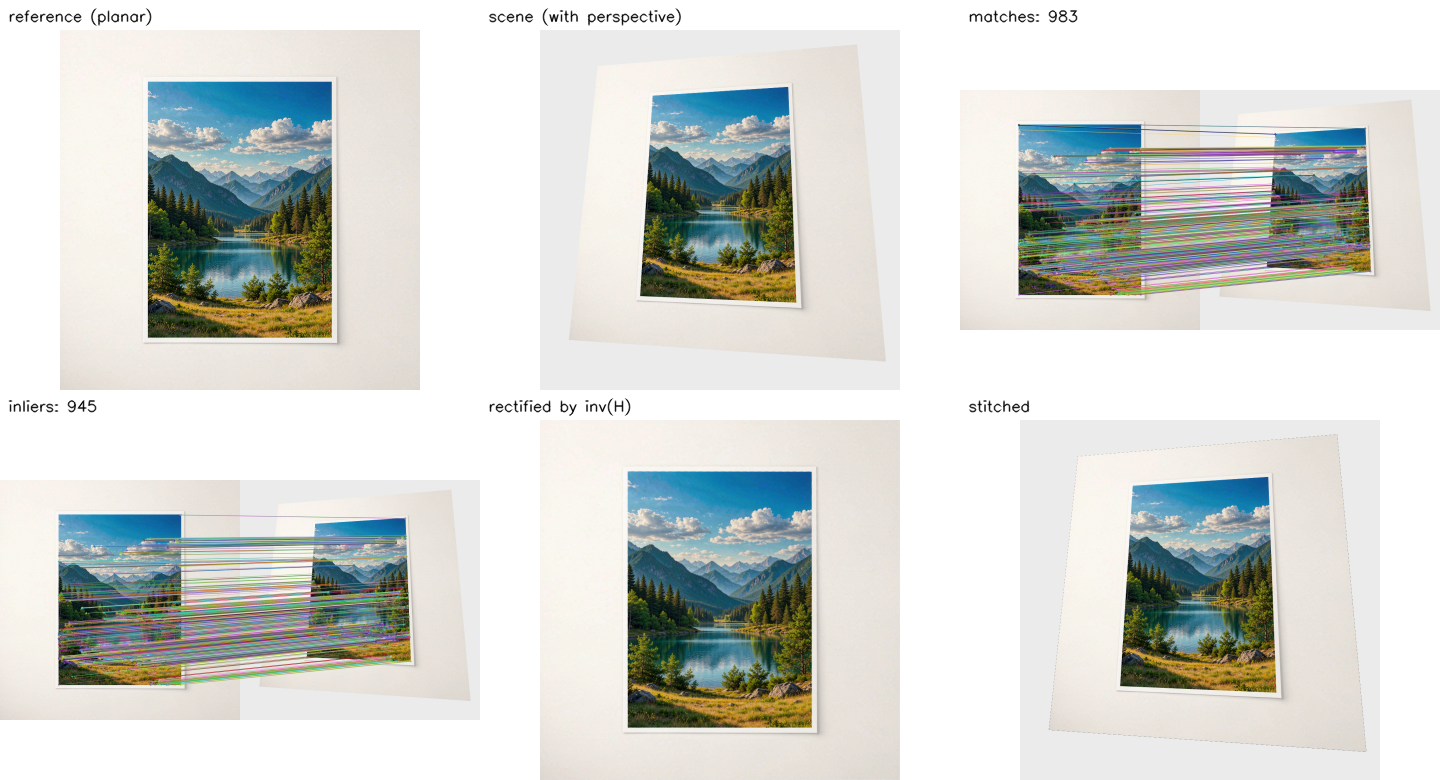 reference (planar)
scene (with perspective)
matches: 983
inliers: 945
rectified by inv(H)
stitched